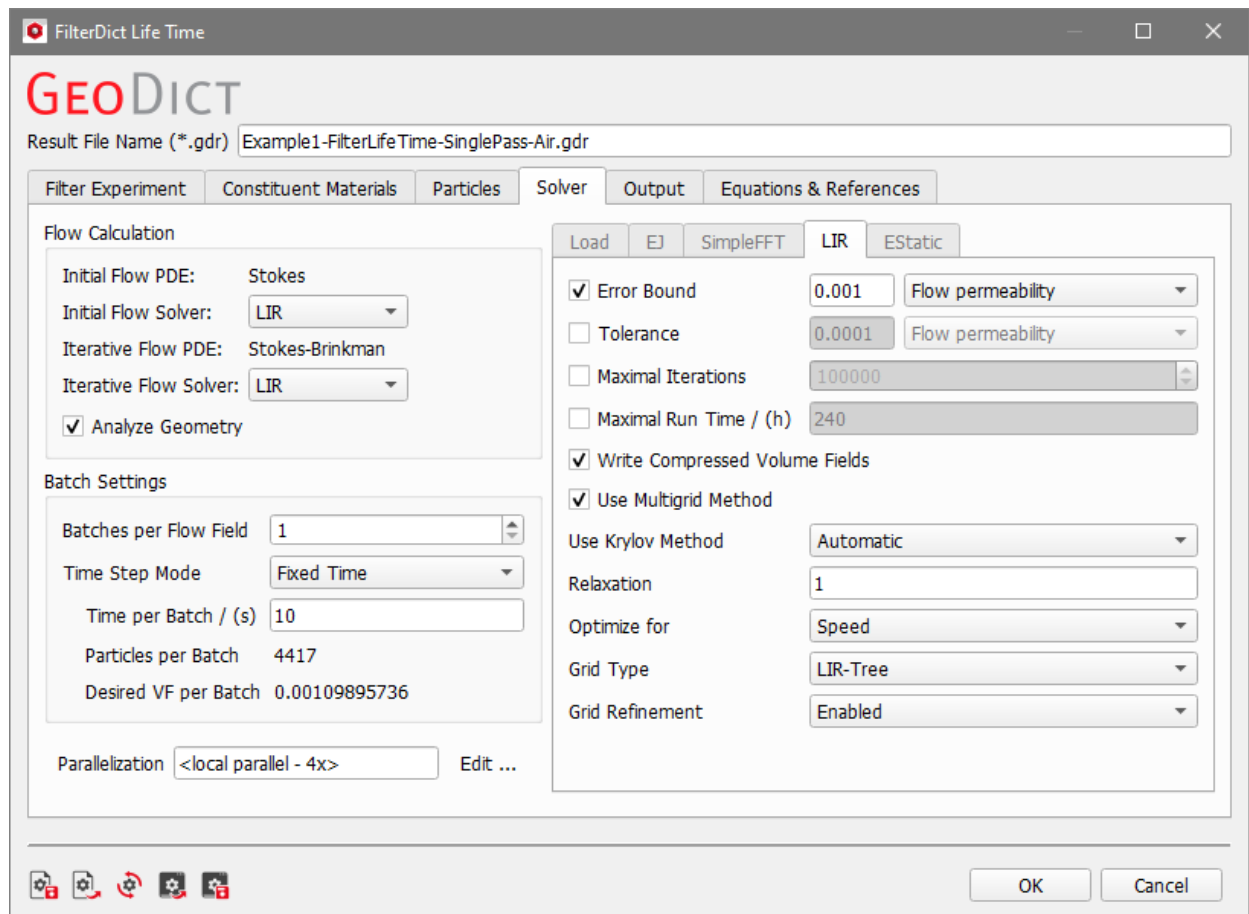 FilterDict Life Time
GEODICT
Result File Name (*.gdr) Example1-FilterLifeTime-SinglePass-Air.gdr
Filter Experiment Constituent Materials Particles Solver Output Equations & References
Flow Calculation
Initial Flow PDE: Stokes
Initial Flow Solver: LIR
Iterative Flow PDE: Stokes-Brinkman
Iterative Flow Solver: LIR
Analyze Geometry
Batch Settings
Batches per Flow Field 1
Time Step Mode Fixed Time
Time per Batch / (s) 10
Particles per Batch 4417
Desired VF per Batch 0.00109895736
Parallelization <local parallel - 4x> Edit ...
Load EJ SimpleFFT LIR EStatic
Error Bound 0.001 Flow permeability
Tolerance 0.0001 Flow permeability
Maximal Iterations 100000
Maximal Run Time / (h) 240
Write Compressed Volume Fields
Use Multigrid Method
Use Krylov Method Automatic
Relaxation 1
Optimize for Speed
Grid Type LIR-Tree
Grid Refinement Enabled
OK Cancel